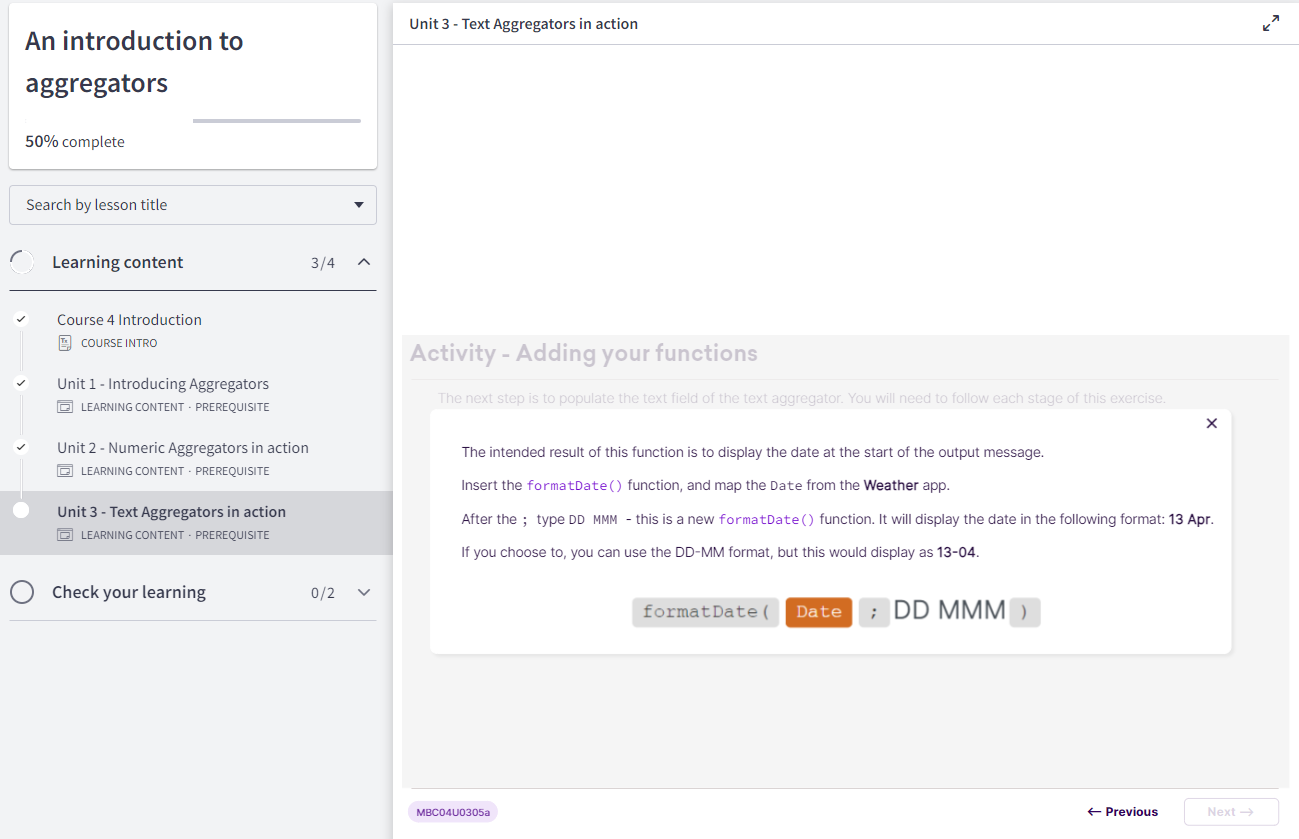 An introduction to
aggregators
50% complete
Search by lesson title
Learning content 3/4
Course 4 Introduction
COURSE INTRO
Unit 1 - Introducing Aggregators
LEARNING CONTENT · PREREQUISITE
Unit 2 - Numeric Aggregators in action
LEARNING CONTENT · PREREQUISITE
Unit 3 - Text Aggregators in action
LEARNING CONTENT · PREREQUISITE
Check your learning 0/2
Unit 3 - Text Aggregators in action
Activity - Adding your functions
The next step is to populate the text field of the text aggregator. You will need to follow each stage of this exercise.
The intended result of this function is to display the date at the start of the output message.
Insert the formatDate() function, and map the Date from the Weather app.
After the ; type DD MMM - this is a new formatDate() function. It will display the date in the following format: 13 Apr.
If you choose to, you can use the DD-MM format, but this would display as 13-04.
formatDate( Date ; DD MMM )
MBC04U0305a
← Previous
Next →